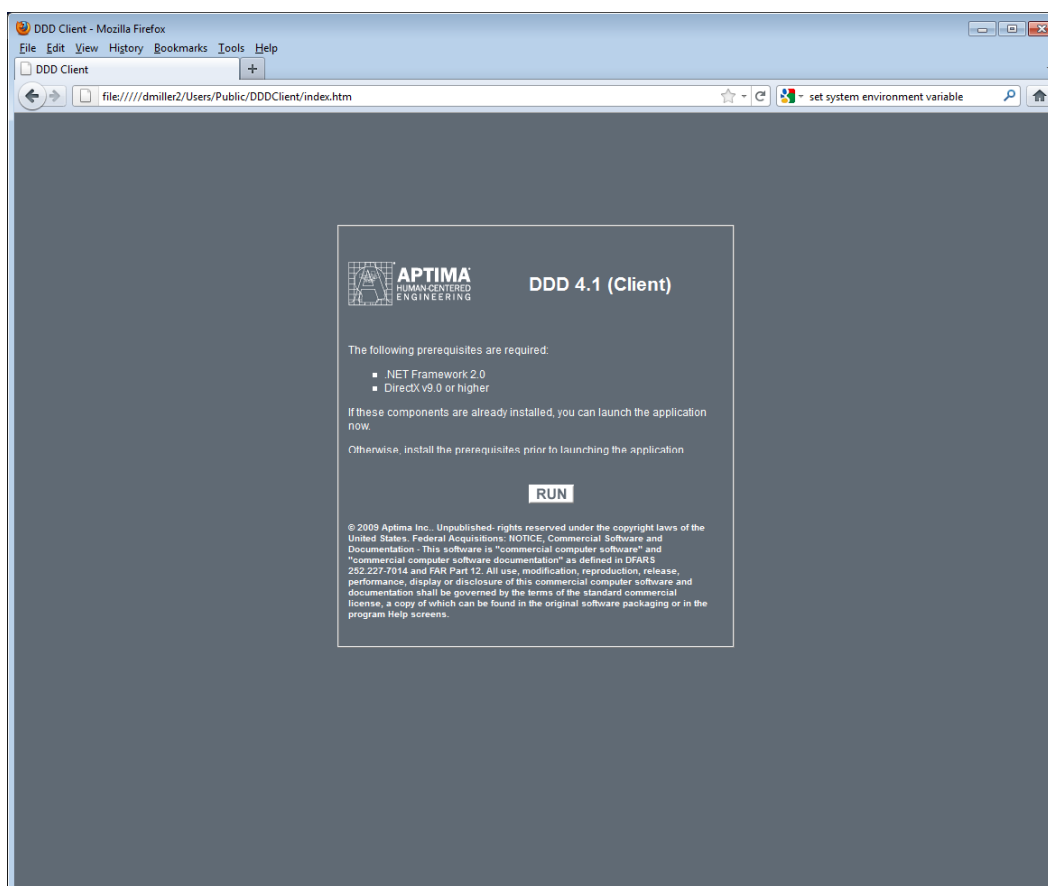 DDD Client - Mozilla Firefox
File Edit View History Bookmarks Tools Help
DDD Client
file://///dmiller2/Users/Public/DDDClient/index.htm
set system environment variable
APTIMA
HUMAN-CENTERED
ENGINEERING
DDD 4.1 (Client)
The following prerequisites are required:
.NET Framework 2.0
DirectX v9.0 or higher
If these components are already installed, you can launch the application
now.
Otherwise, install the prerequisites prior to launching the application
RUN
© 2009 Aptima Inc.. Unpublished- rights reserved under the copyright laws of the
United States. Federal Acquisitions: NOTICE, Commercial Software and
Documentation - This software is "commercial computer software" and
"commercial computer software documentation" as defined in DFARS
252.227-7014 and FAR Part 12. All use, modification, reproduction, release,
performance, display or disclosure of this commercial computer software and
documentation shall be governed by the terms of the standard commercial
license, a copy of which can be found in the original software packaging or in the
program Help screens.